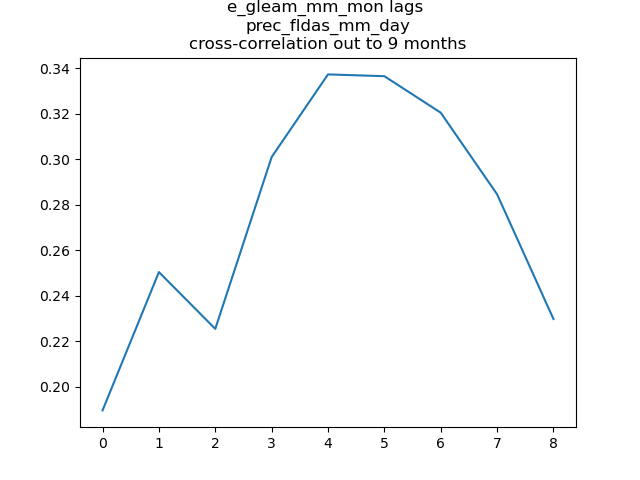 e_gleam_mm_mon lags
prec_fldas_mm_day
cross-correlation out to 9 months
0.34
0.32
0.30
0.28
0.26
0.24
0.22
0.20
0 1 2 3 4 5 6 7 8